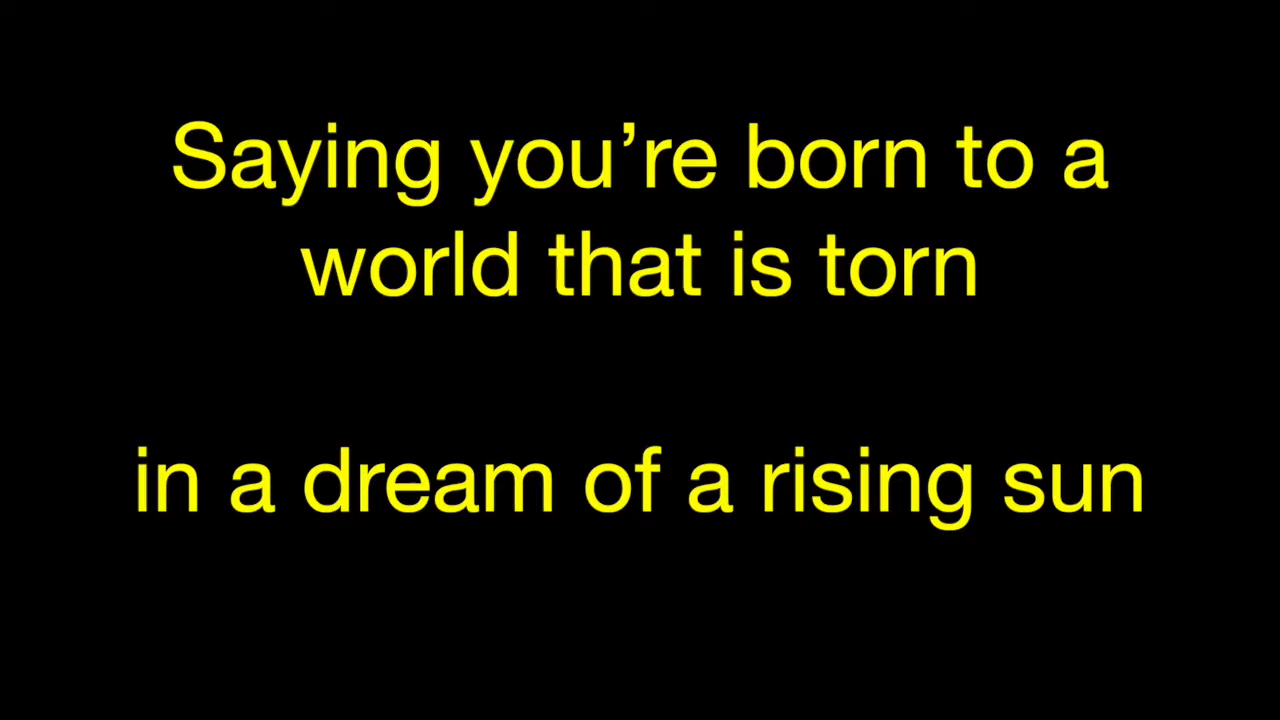 Saying you’re born to a
world that is torn
in a dream of a rising sun